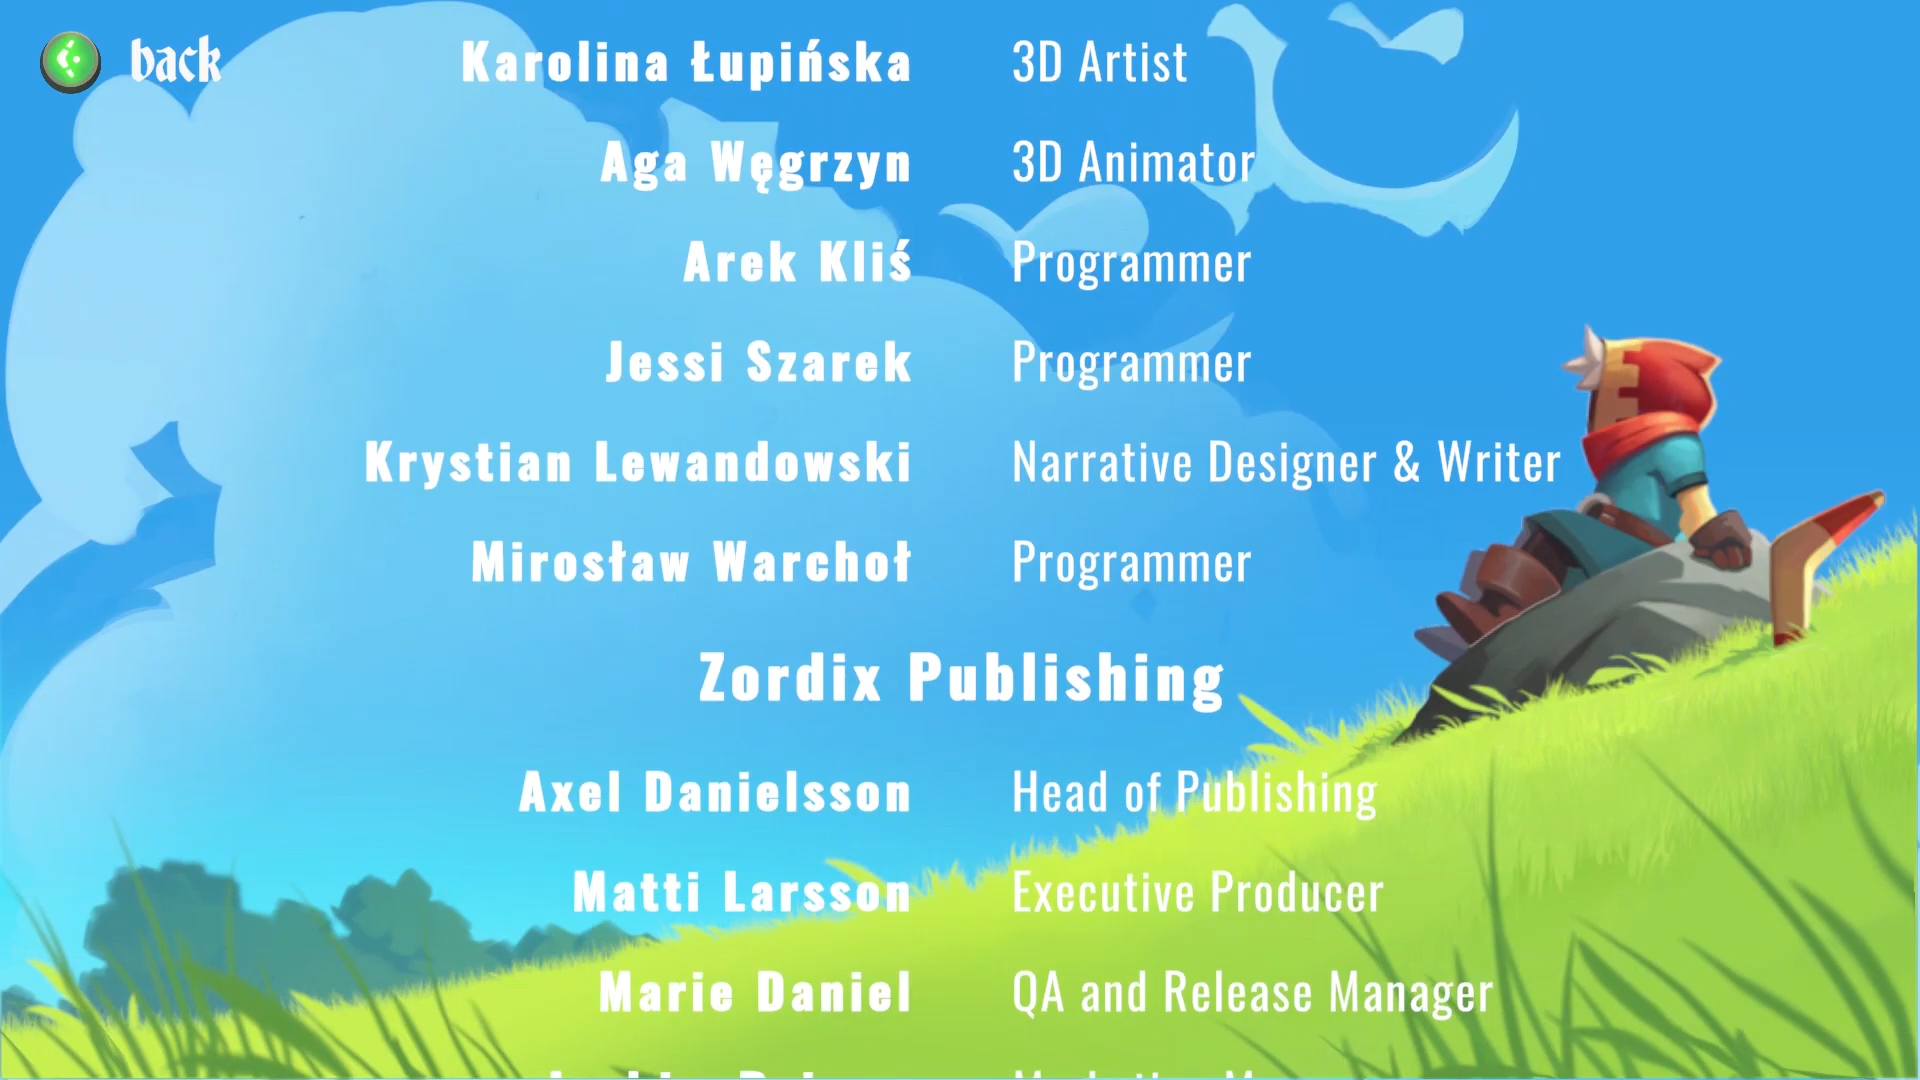 back
Karolina Łupińska 3D Artist
Aga Węgrzyn 3D Animator
Arek Kliś Programmer
Jessi Szarek Programmer
Krystian Lewandowski Narrative Designer & Writer
Mirosław Warchoł Programmer
Zordix Publishing
Axel Danielsson Head of Publishing
Matti Larsson Executive Producer
Marie Daniel QA and Release Manager